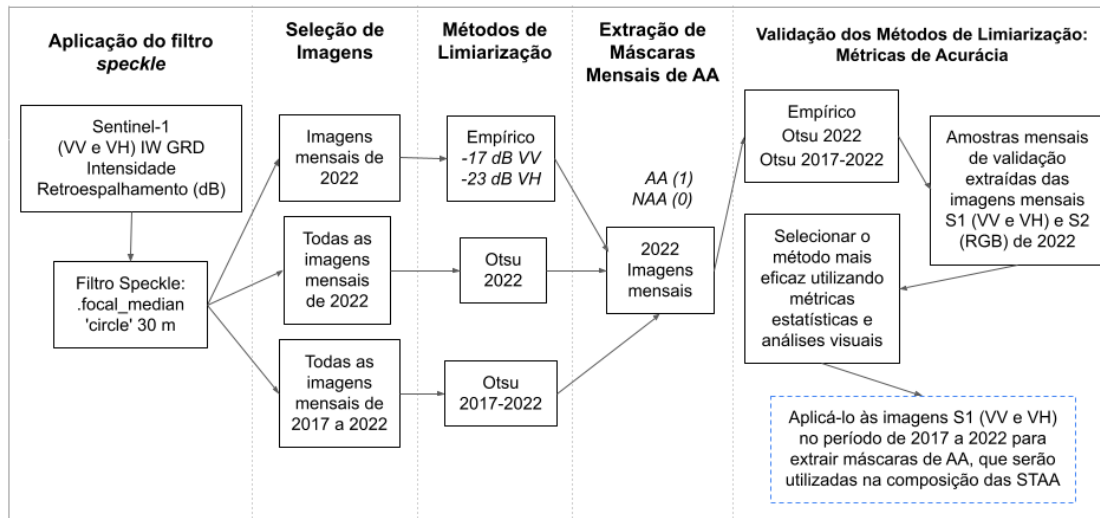 Aplicação do filtro
speckle
Sentinel-1
(VV e VH) IW GRD
Intensidade
Retroespalhamento (dB)
Filtro Speckle:
.focal_median
'circle' 30 m
Seleção de
Imagens
Imagens
mensais de
2022
Todas as
imagens
mensais
de 2022
Todas as
imagens
mensais de
2017 a 2022
Métodos de
Limiarização
Empírico
-17 dB VV
-23 dB VH
Otsu
2022
Otsu
2017-2022
Extração de
Máscaras
Mensais de AA
AA (1)
NAA (0)
2022
Imagens
mensais
Validação dos Métodos de Limiarização:
Métricas de Acurácia
Empírico
Otsu 2022
Otsu 2017-2022
Amostras mensais
de validação
extraídas das
imagens mensais
S1 (VV e VH) e S2
(RGB) de 2022
Selecionar o
método mais
eficaz utilizando
métricas
estatísticas e
análises visuais
Aplicá-lo às imagens S1 (VV e VH)
no período de 2017 a 2022 para
extrair máscaras de AA, que serão
utilizadas na composição das STAA